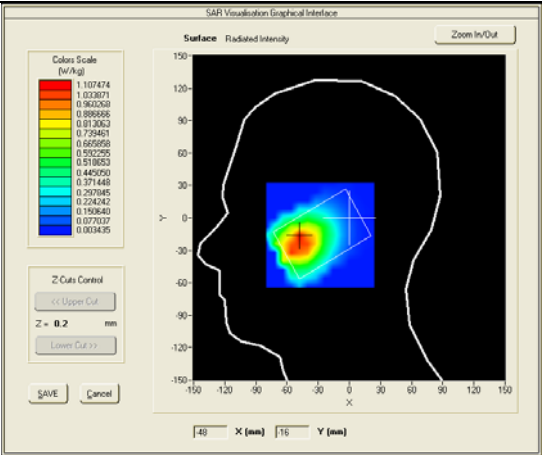 SAR Visualisation Graphical Interface
Surface Radiated Intensity
Zoom In/Out
Colors Scale
(W/kg)
1.107474
1.033871
0.960268
0.886666
0.813063
0.739461
0.665858
0.592255
0.518653
0.445050
0.371448
0.297845
0.224242
0.150640
0.077037
0.003435
150-
120-
90-
60-
30-
0-
-30-
-60-
-90-
-120-
-150-
Y
-150 -120 -90 -60 -30 0 30 60 90 120 150
X
Z-Cuts Control
<< Upper Cut
Z = 0.2 mm
Lower Cut >>
SAVE Cancel
-48 X (mm) -16 Y (mm)